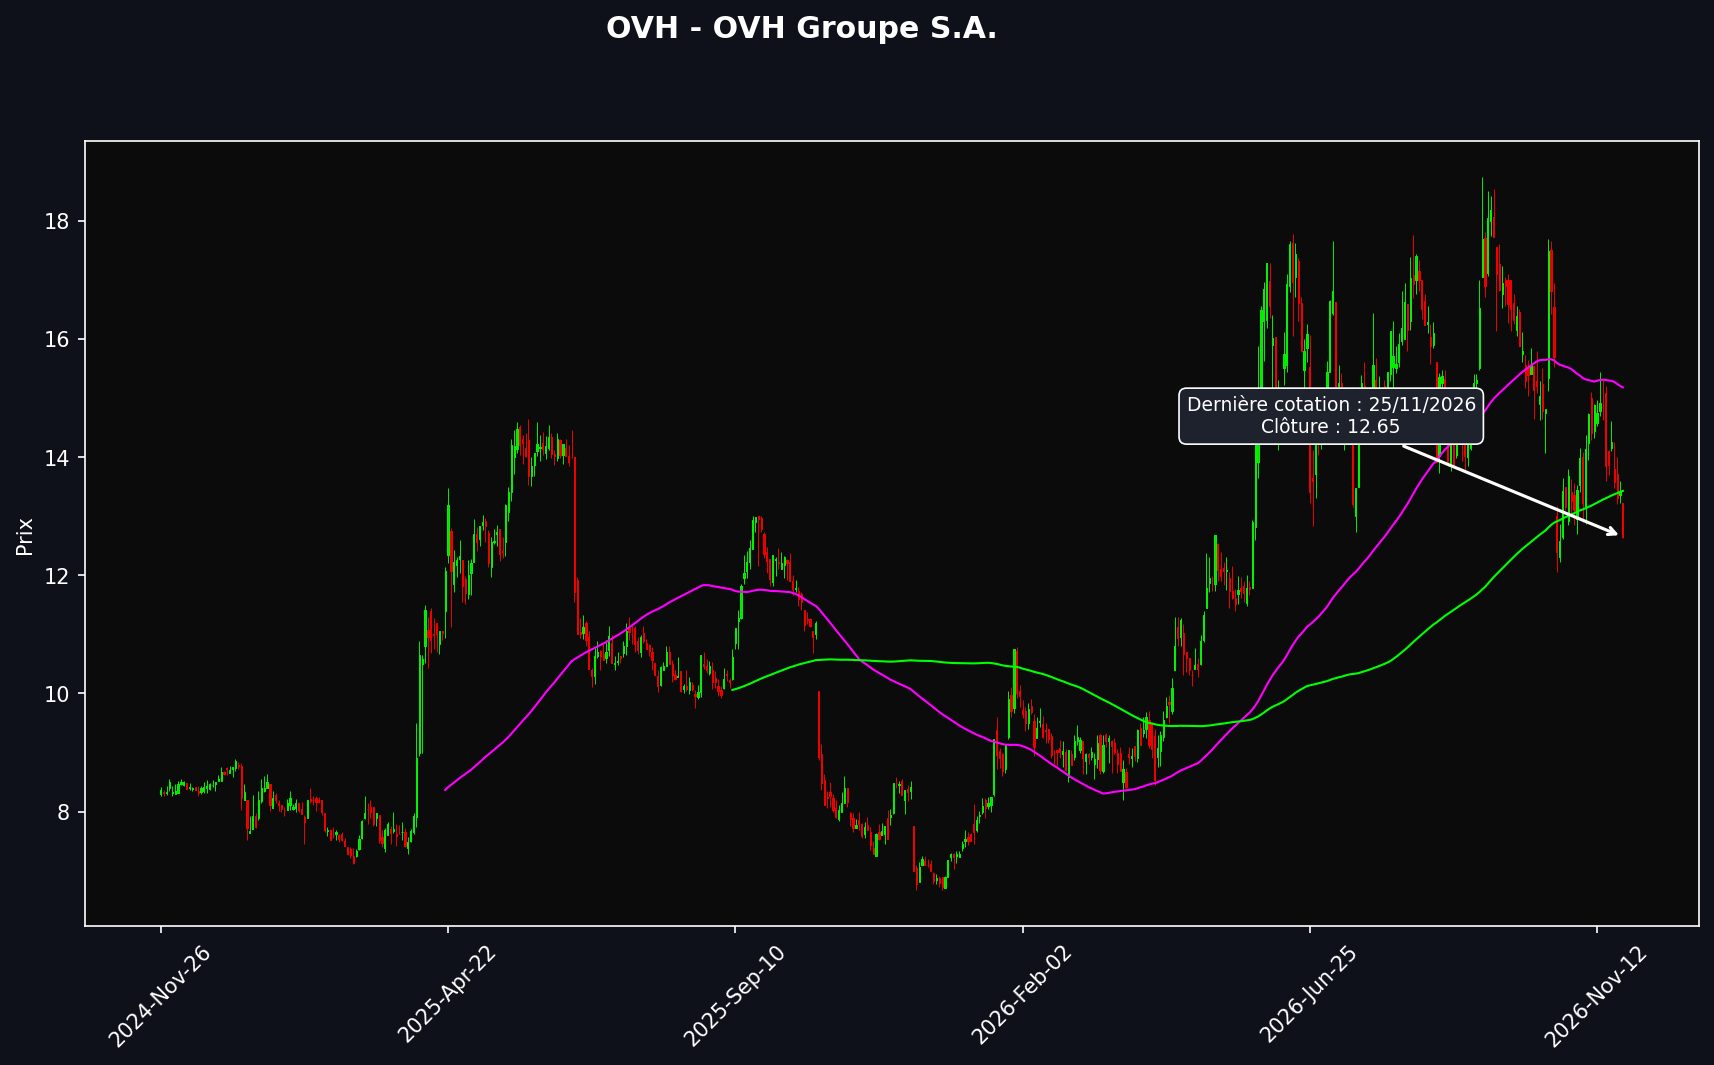 OVH - OVH Groupe S.A.
Prix
18
16
14
12
10
8
Dernière cotation : 25/11/2026
Clôture : 12.65
2024-Nov-26
2025-Apr-22
2025-Sep-10
2026-Feb-02
2026-Jun-25
2026-Nov-12